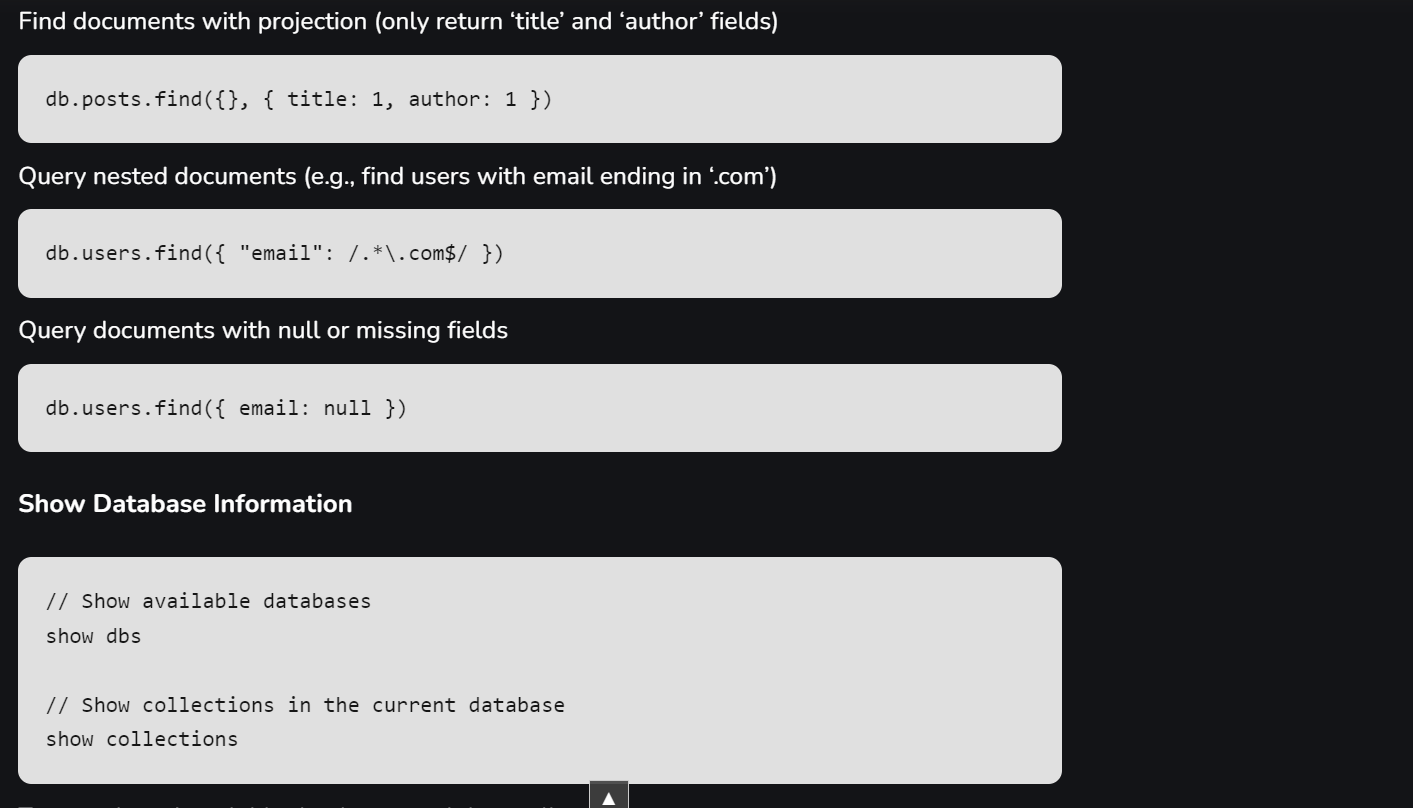 Find documents with projection (only return ‘title’ and ‘author’ fields)
db.posts.find({}, { title: 1, author: 1 })
Query nested documents (e.g., find users with email ending in ‘.com’)
db.users.find({ "email": /.*\.com$/ })
Query documents with null or missing fields
db.users.find({ email: null })
Show Database Information
// Show available databases
show dbs
// Show collections in the current database
show collections